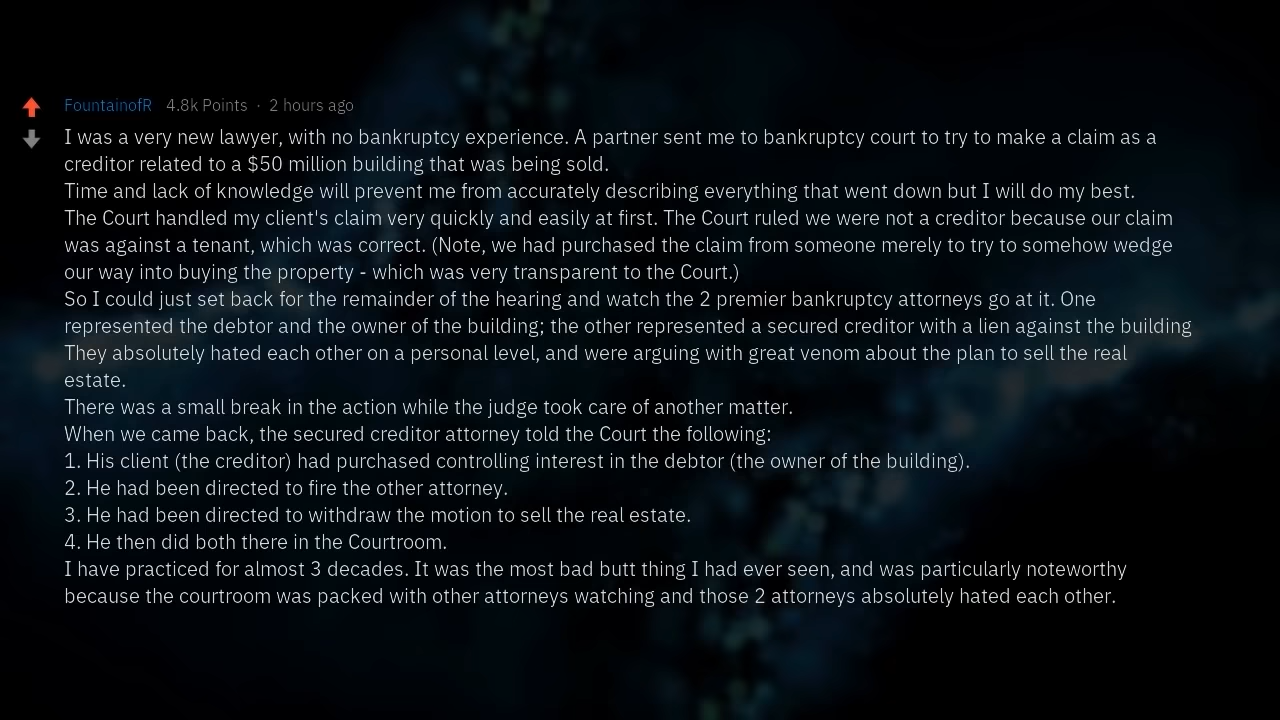 FountainofR 4.8k Points · 2 hours ago
I was a very new lawyer, with no bankruptcy experience. A partner sent me to bankruptcy court to try to make a claim as a
creditor related to a $50 million building that was being sold.
Time and lack of knowledge will prevent me from accurately describing everything that went down but I will do my best.
The Court handled my client's claim very quickly and easily at first. The Court ruled we were not a creditor because our claim
was against a tenant, which was correct. (Note, we had purchased the claim from someone merely to try to somehow wedge
our way into buying the property - which was very transparent to the Court.)
So I could just set back for the remainder of the hearing and watch the 2 premier bankruptcy attorneys go at it. One
represented the debtor and the owner of the building; the other represented a secured creditor with a lien against the building
They absolutely hated each other on a personal level, and were arguing with great venom about the plan to sell the real
estate.
There was a small break in the action while the judge took care of another matter.
When we came back, the secured creditor attorney told the Court the following:
1. His client (the creditor) had purchased controlling interest in the debtor (the owner of the building).
2. He had been directed to fire the other attorney.
3. He had been directed to withdraw the motion to sell the real estate.
4. He then did both there in the Courtroom.
I have practiced for almost 3 decades. It was the most bad butt thing I had ever seen, and was particularly noteworthy
because the courtroom was packed with other attorneys watching and those 2 attorneys absolutely hated each other.